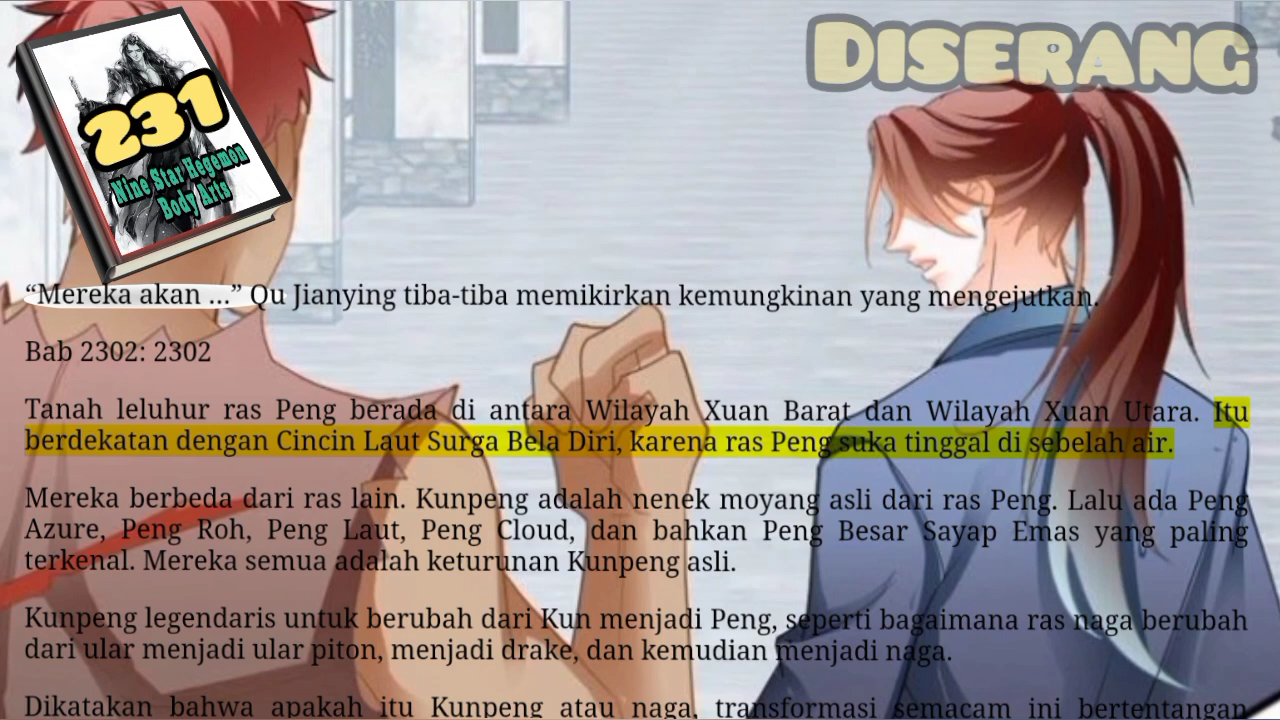 DISERANG
231
Nine Star Hegemon
Body Arts
“Mereka akan ...” Qu Jianying tiba-tiba memikirkan kemungkinan yang mengejutkan.
Bab 2302: 2302
Tanah leluhur ras Peng berada di antara Wilayah Xuan Barat dan Wilayah Xuan Utara. Itu
berdekatan dengan Cincin Laut Surga Bela Diri, karena ras Peng suka tinggal di sebelah air.
Mereka berbeda dari ras lain. Kunpeng adalah nenek moyang asli dari ras Peng. Lalu ada Peng
Azure, Peng Roh, Peng Laut, Peng Cloud, dan bahkan Peng Besar Sayap Emas yang paling
terkenal. Mereka semua adalah keturunan Kunpeng asli.
Kunpeng legendaris untuk berubah dari Kun menjadi Peng, seperti bagaimana ras naga berubah
dari ular menjadi ular piton, menjadi drake, dan kemudian menjadi naga.
Dikatakan bahwa apakah itu Kunpeng atau naga, transformasi semacam ini bertentangan